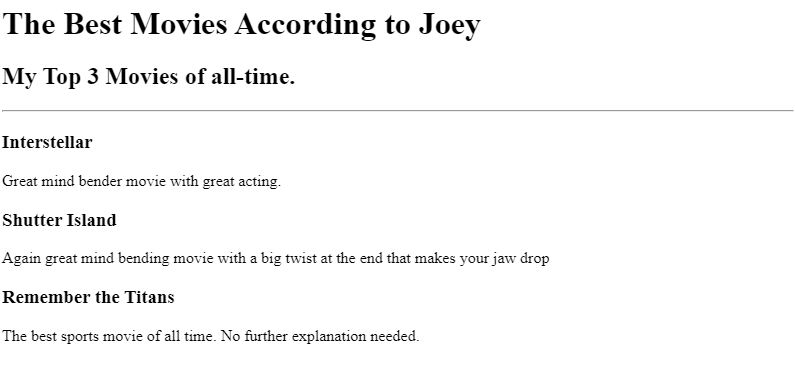 The Best Movies According to Joey
My Top 3 Movies of all-time.
Interstellar
Great mind bender movie with great acting.
Shutter Island
Again great mind bending movie with a big twist at the end that makes your jaw drop
Remember the Titans
The best sports movie of all time. No further explanation needed.